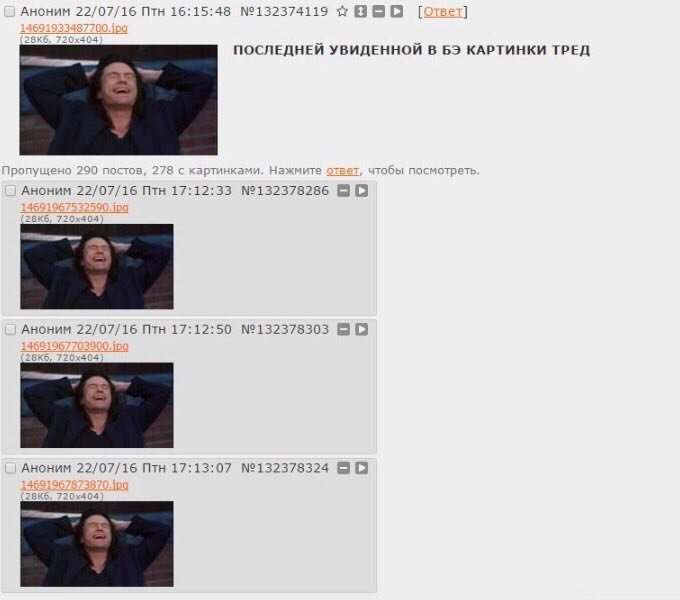 Аноним 22/07/16 Птн 16:15:48 №132374119 [Ответ]
14691933487700.jpg
(28Кб, 720x404)
ПОСЛЕДНЕЙ УВИДЕННОЙ В БЭ КАРТИНКИ ТРЕД
Пропущено 290 постов, 278 с картинками. Нажмите ответ, чтобы посмотреть.
Аноним 22/07/16 Птн 17:12:33 №132378286
14691967532590.jpg
(28Кб, 720x404)
Аноним 22/07/16 Птн 17:12:50 №132378303
14691967703900.jpg
(28Кб, 720x404)
Аноним 22/07/16 Птн 17:13:07 №132378324
14691967873870.jpg
(28Кб, 720x404)